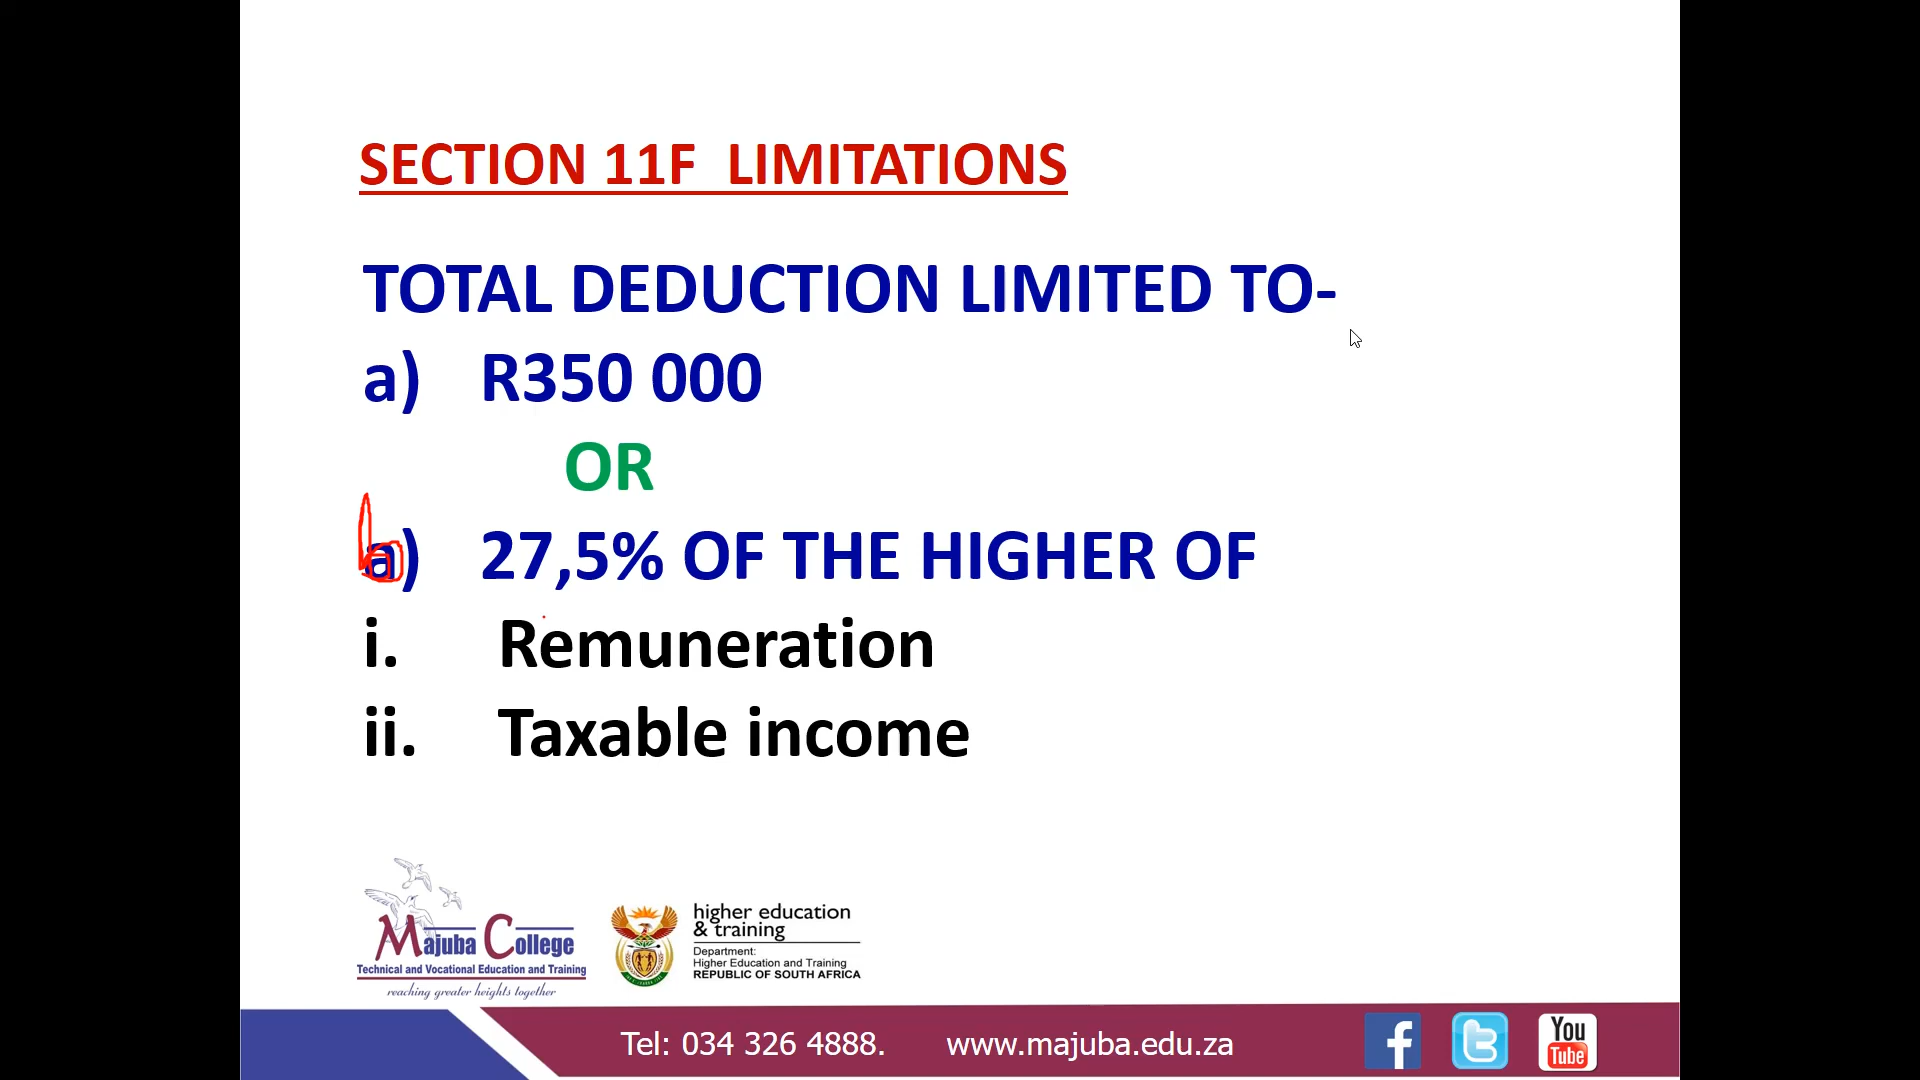 SECTION 11F LIMITATIONS
TOTAL DEDUCTION LIMITED TO-
a) R350 000
OR
b) 27,5% OF THE HIGHER OF
i. Remuneration
ii. Taxable income
Majuba College
Technical and Vocational Education and Training
reaching greater heights together
higher education
& training
Department:
Higher Education and Training
REPUBLIC OF SOUTH AFRICA
Tel: 034 326 4888. www.majuba.edu.za
You
Tube